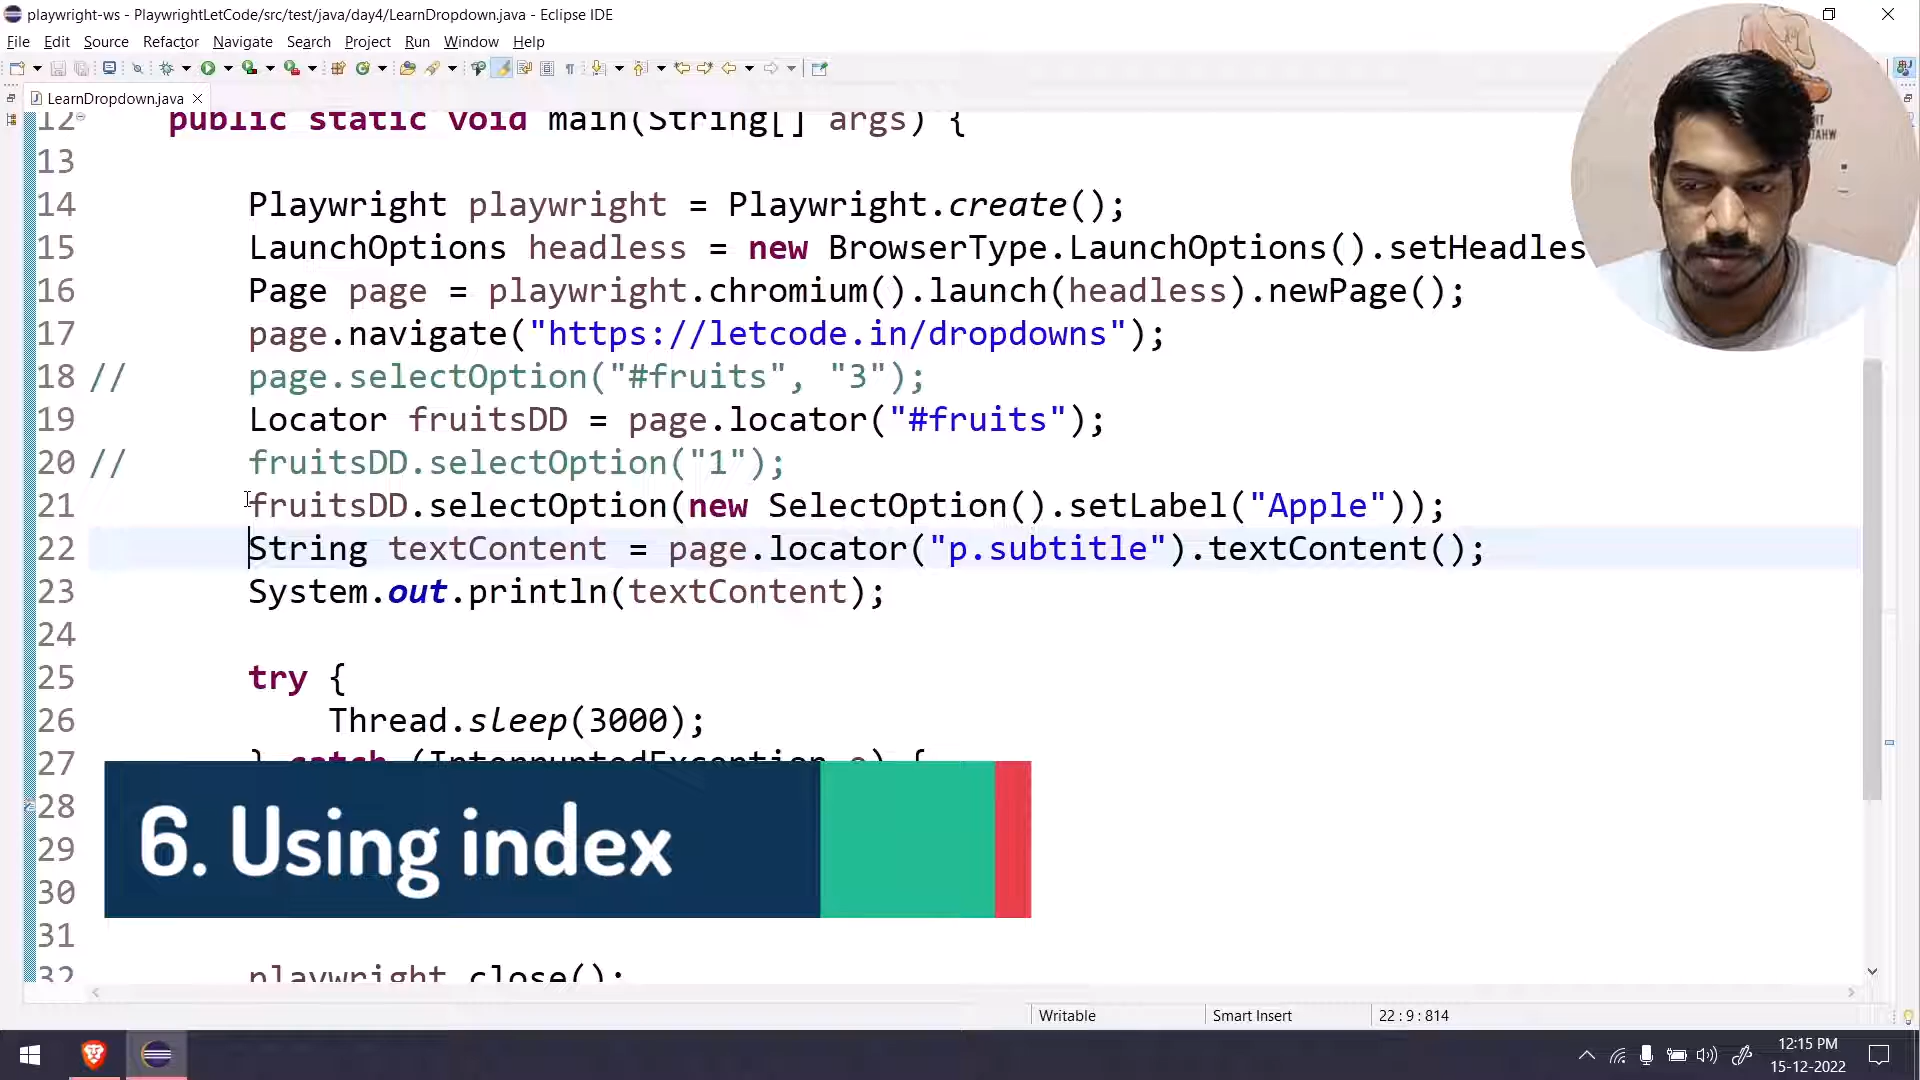 playwright-ws - PlaywrightLetCode/src/test/java/day4/LearnDropdown.java - Eclipse IDE
File Edit Source Refactor Navigate Search Project Run Window Help
LearnDropdown.java
12 public static void main(String[] args) {
13
14 Playwright playwright = Playwright.create();
15 LaunchOptions headless = new BrowserType.LaunchOptions().setHeadles
16 Page page = playwright.chromium().launch(headless).newPage();
17 page.navigate("https://letcode.in/dropdowns");
18 // page.selectOption("#fruits", "3");
19 Locator fruitsDD = page.locator("#fruits");
20 // fruitsDD.selectOption("1");
21 fruitsDD.selectOption(new SelectOption().setLabel("Apple"));
22 String textContent = page.locator("p.subtitle").textContent();
23 System.out.println(textContent);
24
25 try {
26 Thread.sleep(3000);
27 } catch (InterruptedException e) {
28
29
30
31
32 playwright.close();
6. Using index
Writable Smart Insert 22 : 9 : 814
12:15 PM
15-12-2022